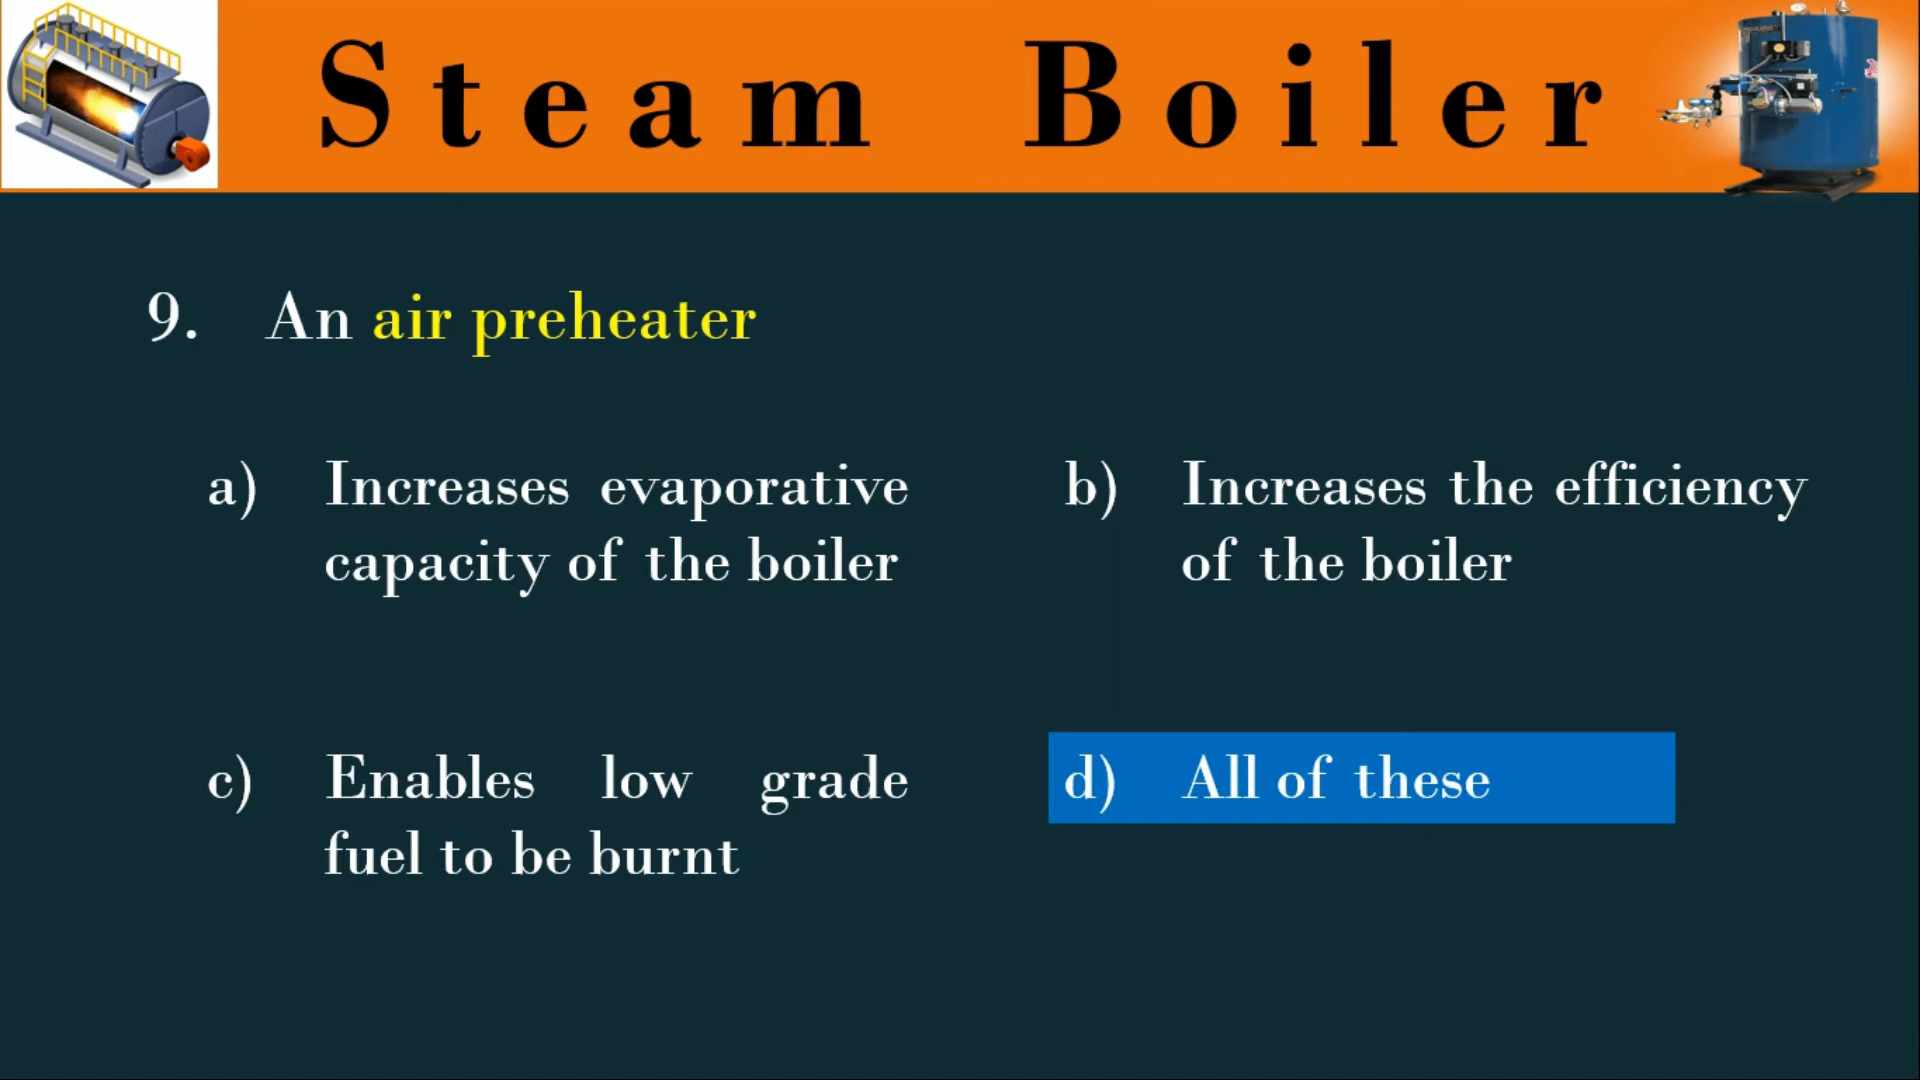 Steam Boiler
9. An air preheater
a) Increases evaporative
capacity of the boiler
b) Increases the efficiency
of the boiler
c) Enables low grade
fuel to be burnt
d) All of these